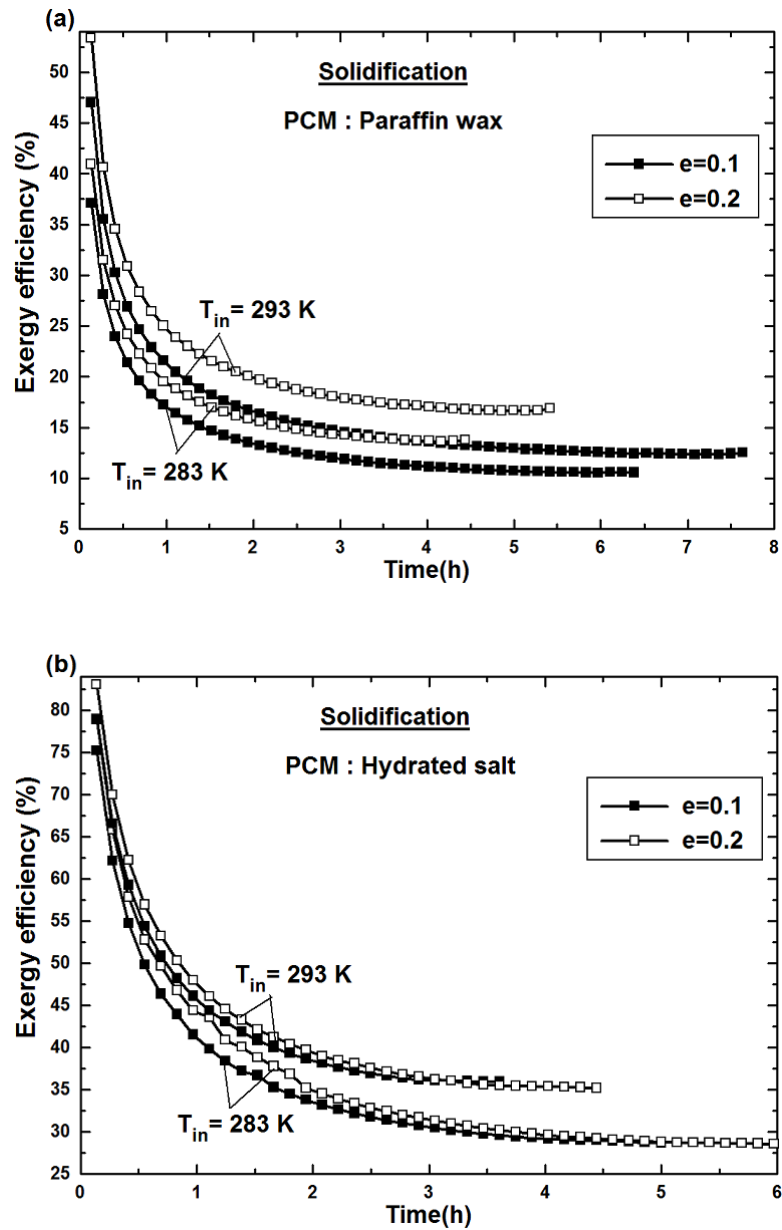 (a)
Solidification
PCM : Paraffin wax
e=0.1
e=0.2
T_in= 293 K
T_in= 283 K
Exergy efficiency (%)
50
45
40
35
30
25
20
15
10
5
0 1 2 3 4 5 6 7 8
Time(h)
(b)
Solidification
PCM : Hydrated salt
e=0.1
e=0.2
T_in= 293 K
T_in= 283 K
Exergy efficiency (%)
80
75
70
65
60
55
50
45
40
35
30
25
0 1 2 3 4 5 6
Time(h)